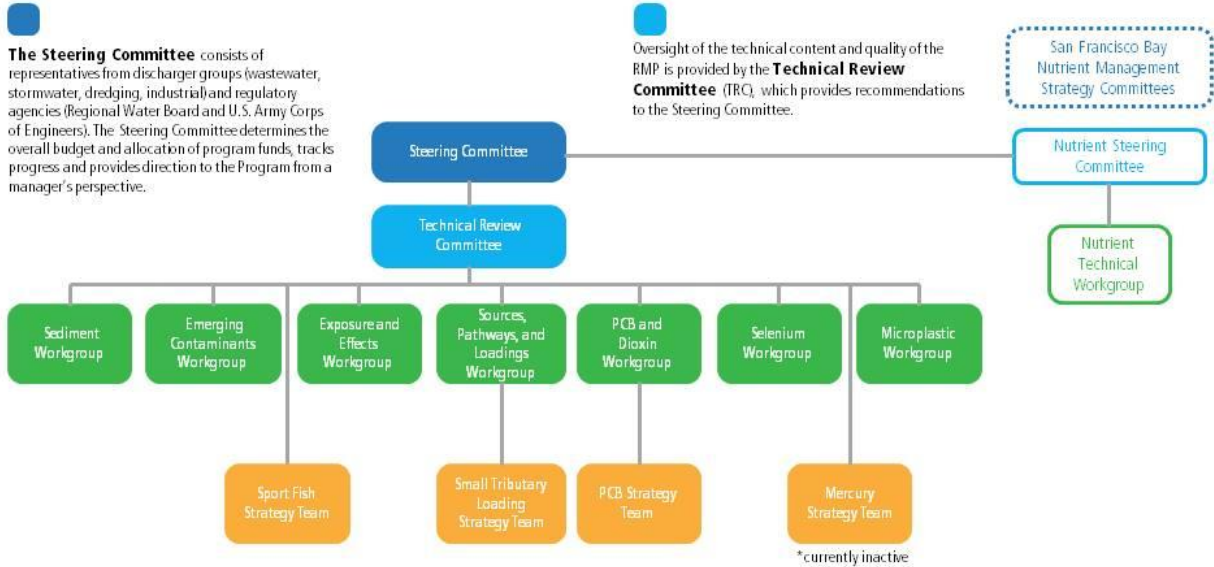 The Steering Committee consists of
representatives from discharger groups (wastewater,
stormwater, dredging, industrial) and regulatory
agencies (Regional Water Board and U.S. Army Corps
of Engineers). The Steering Committee determines the
overall budget and allocation of program funds, tracks
progress and provides direction to the Program from a
manager's perspective.
Oversight of the technical content and quality of the
RMP is provided by the Technical Review
Committee (TRC), which provides recommendations
to the Steering Committee.
San Francisco Bay
Nutrient Management
Strategy Committees
Steering Committee
Nutrient Steering
Committee
Technical Review
Committee
Nutrient
Technical
Workgroup
Sediment
Workgroup
Emerging
Contaminants
Workgroup
Exposure and
Effects
Workgroup
Sources,
Pathways, and
Loadings
Workgroup
PCB and
Dioxin
Workgroup
Selenium
Workgroup
Microplastic
Workgroup
Sport Fish
Strategy Team
Small Tributary
Loading
Strategy Team
PCB Strategy
Team
Mercury
Strategy Team
*currently inactive